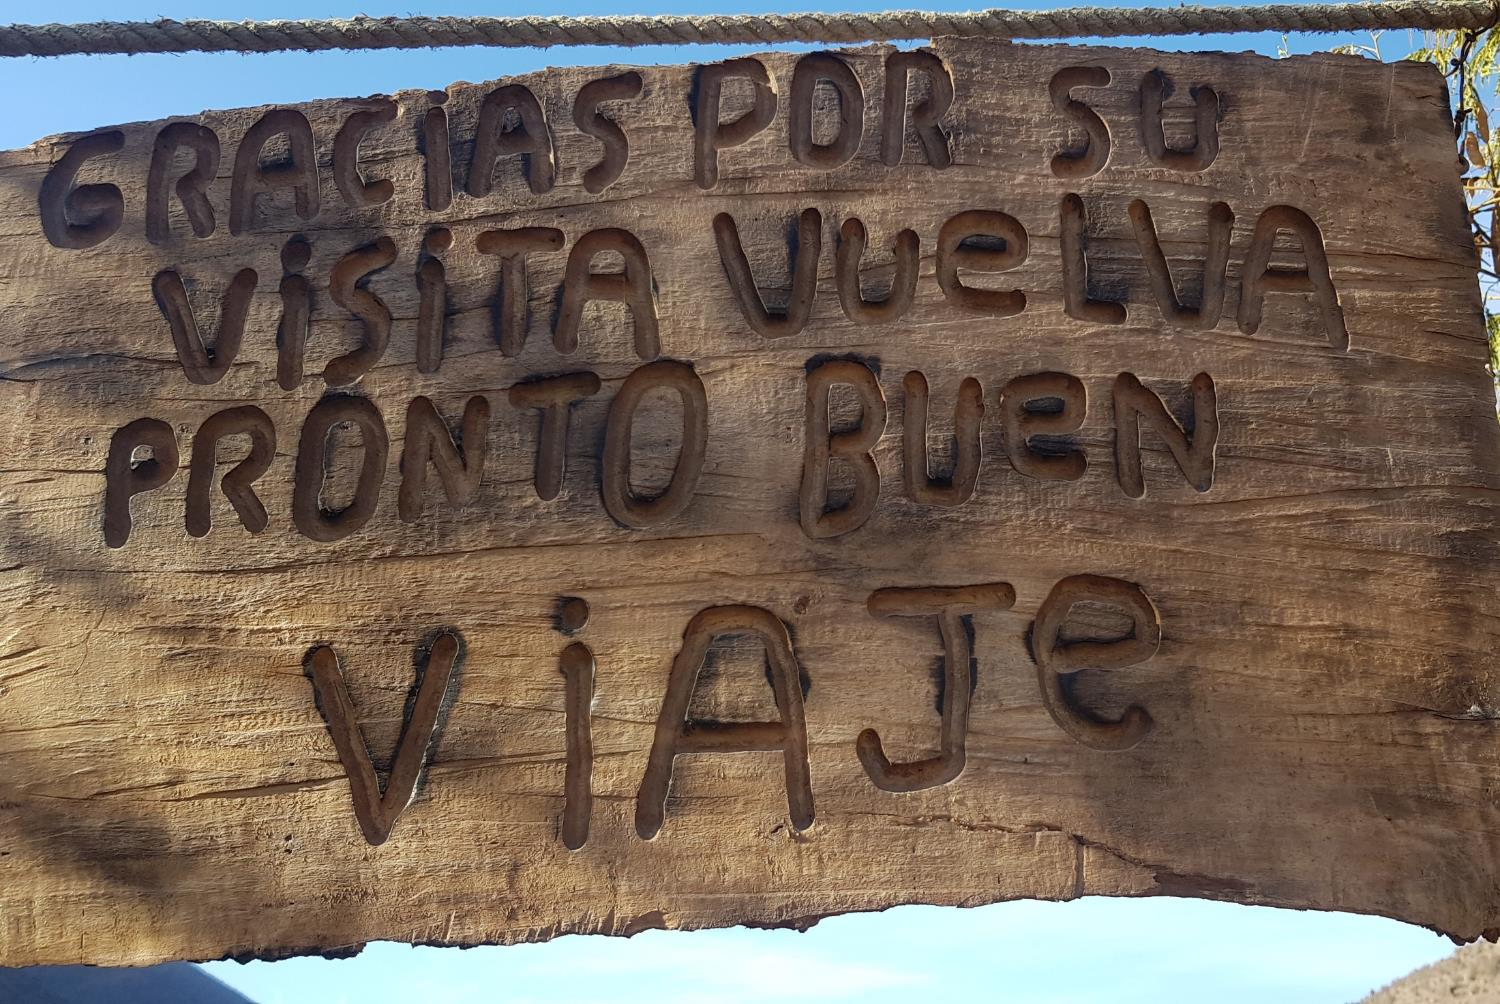 GRACiAS POR SU
ViSiTA VUeLVA
PRONTO BUeN
ViAJe